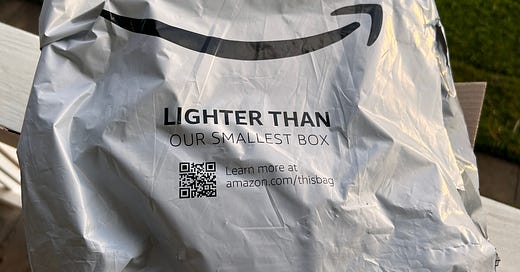 LIGHTER THAN
OUR SMALLEST BOX
Learn more at
amazon.com/thisbag